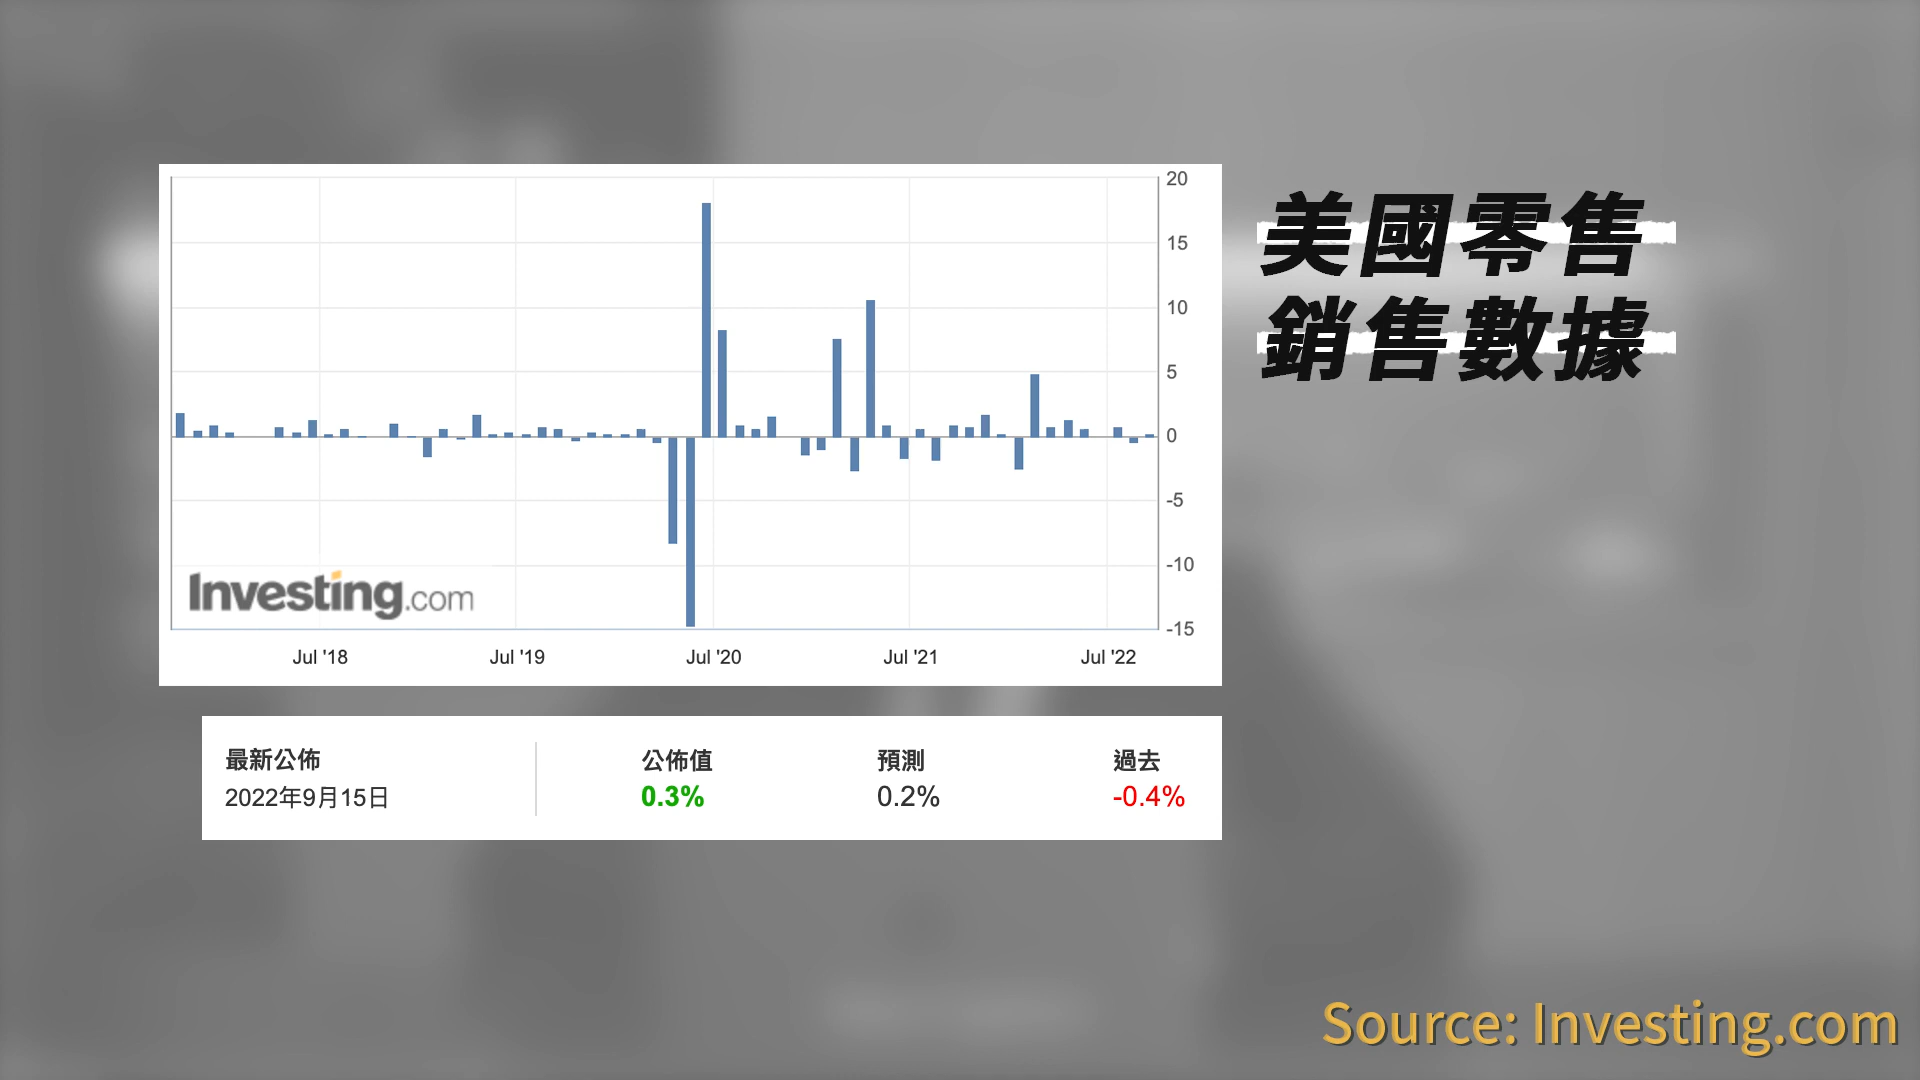 美國零售
銷售數據
20
15
10
5
0
-5
-10
-15
Investing.com
Jul '18
Jul '19
Jul '20
Jul '21
Jul '22
最新公佈
2022年9月15日
公佈值
0.3%
預測
0.2%
過去
-0.4%
Source: Investing.com